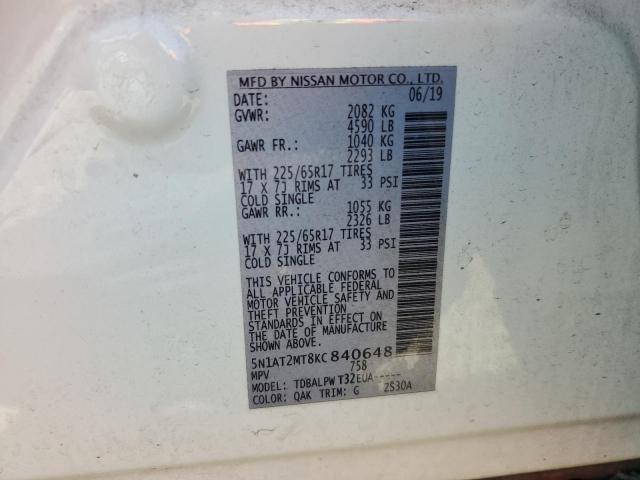 MFD BY NISSAN MOTOR CO., LTD.
DATE: 06/19
GVWR: 2082 KG
4590 LB
GAWR FR.: 1040 KG
2293 LB
WITH 225/65R17 TIRES
17 X 7J RIMS AT 33 PSI
COLD SINGLE
GAWR RR.: 1055 KG
2326 LB
WITH 225/65R17 TIRES
17 X 7J RIMS AT 33 PSI
COLD SINGLE
THIS VEHICLE CONFORMS TO
ALL APPLICABLE FEDERAL
MOTOR VEHICLE SAFETY AND
THEFT PREVENTION
STANDARDS IN EFFECT ON
THE DATE OF MANUFACTURE
SHOWN ABOVE.
5N1AT2MT8KC840648
MPV 758
MODEL: TDBALPWT32EUA-----
COLOR: QAK TRIM: G 2S30A